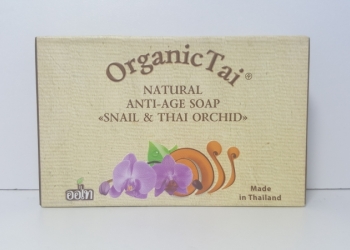 OrganicTai®
NATURAL
ANTI-AGE SOAP
«SNAIL & THAI ORCHID»
Made
in Thailand